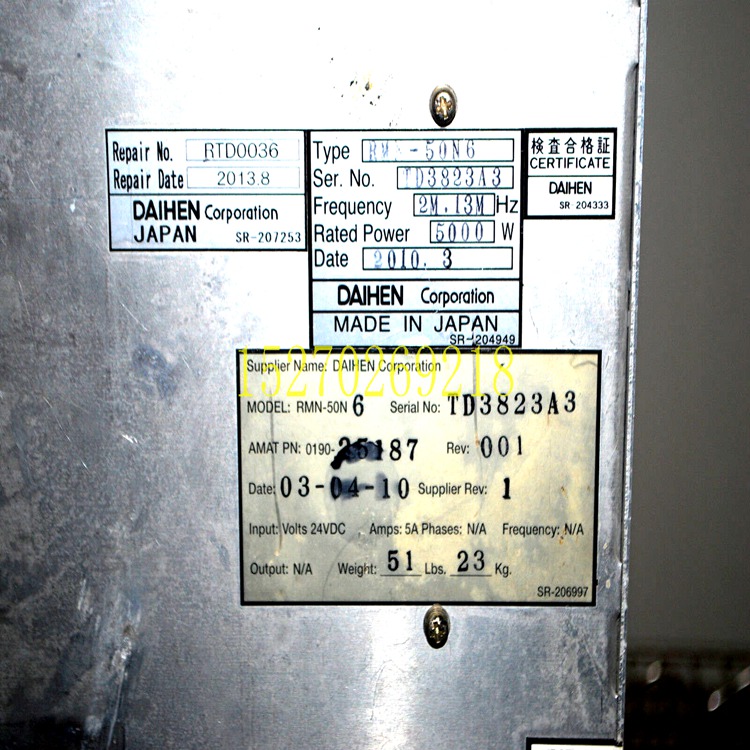 Repair No. RTD0036
Repair Date 2013.8
DAIHEN Corporation
JAPAN SR-207253
Type RMN-50N6
Ser. No. TD3823A3
Frequency 2M.13M Hz
Rated Power 5000 W
Date 2010. 3
DAIHEN Corporation
MADE IN JAPAN
SR-204949
検査合格証
CERTIFICATE
DAIHEN
SR-204333
15270269218
Supplier Name: DAIHEN Corporation
MODEL: RMN-50N 6 Serial No: TD3823A3
AMAT PN: 0190-25187 Rev: 001
Date: 03-04-10 Supplier Rev: 1
Input: Volts 24VDC Amps: 5A Phases: N/A Frequency: N/A
Output: N/A Weight: 51 Lbs. 23 Kg.
SR-206997